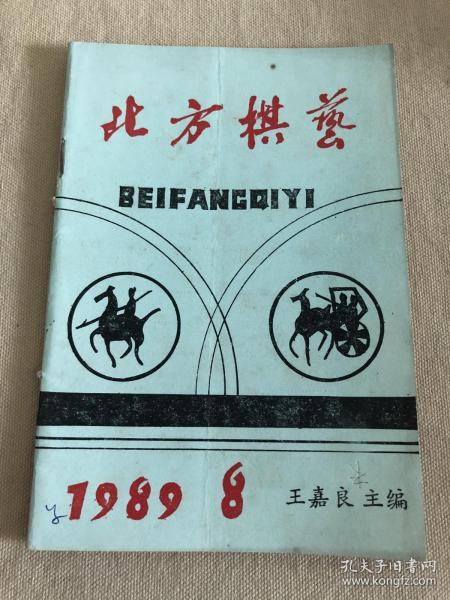 北方棋藝
BEIFANGQIYI
1989 8 王嘉良 主编
孔夫子旧书网
www.kongfz.com